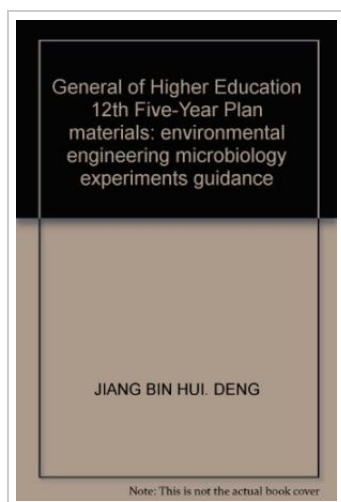 General of Higher Education
12th Five-Year Plan
materials: environmental
engineering microbiology
experiments guidance
JIANG BIN HUI. DENG
Note: This is not the actual book cover